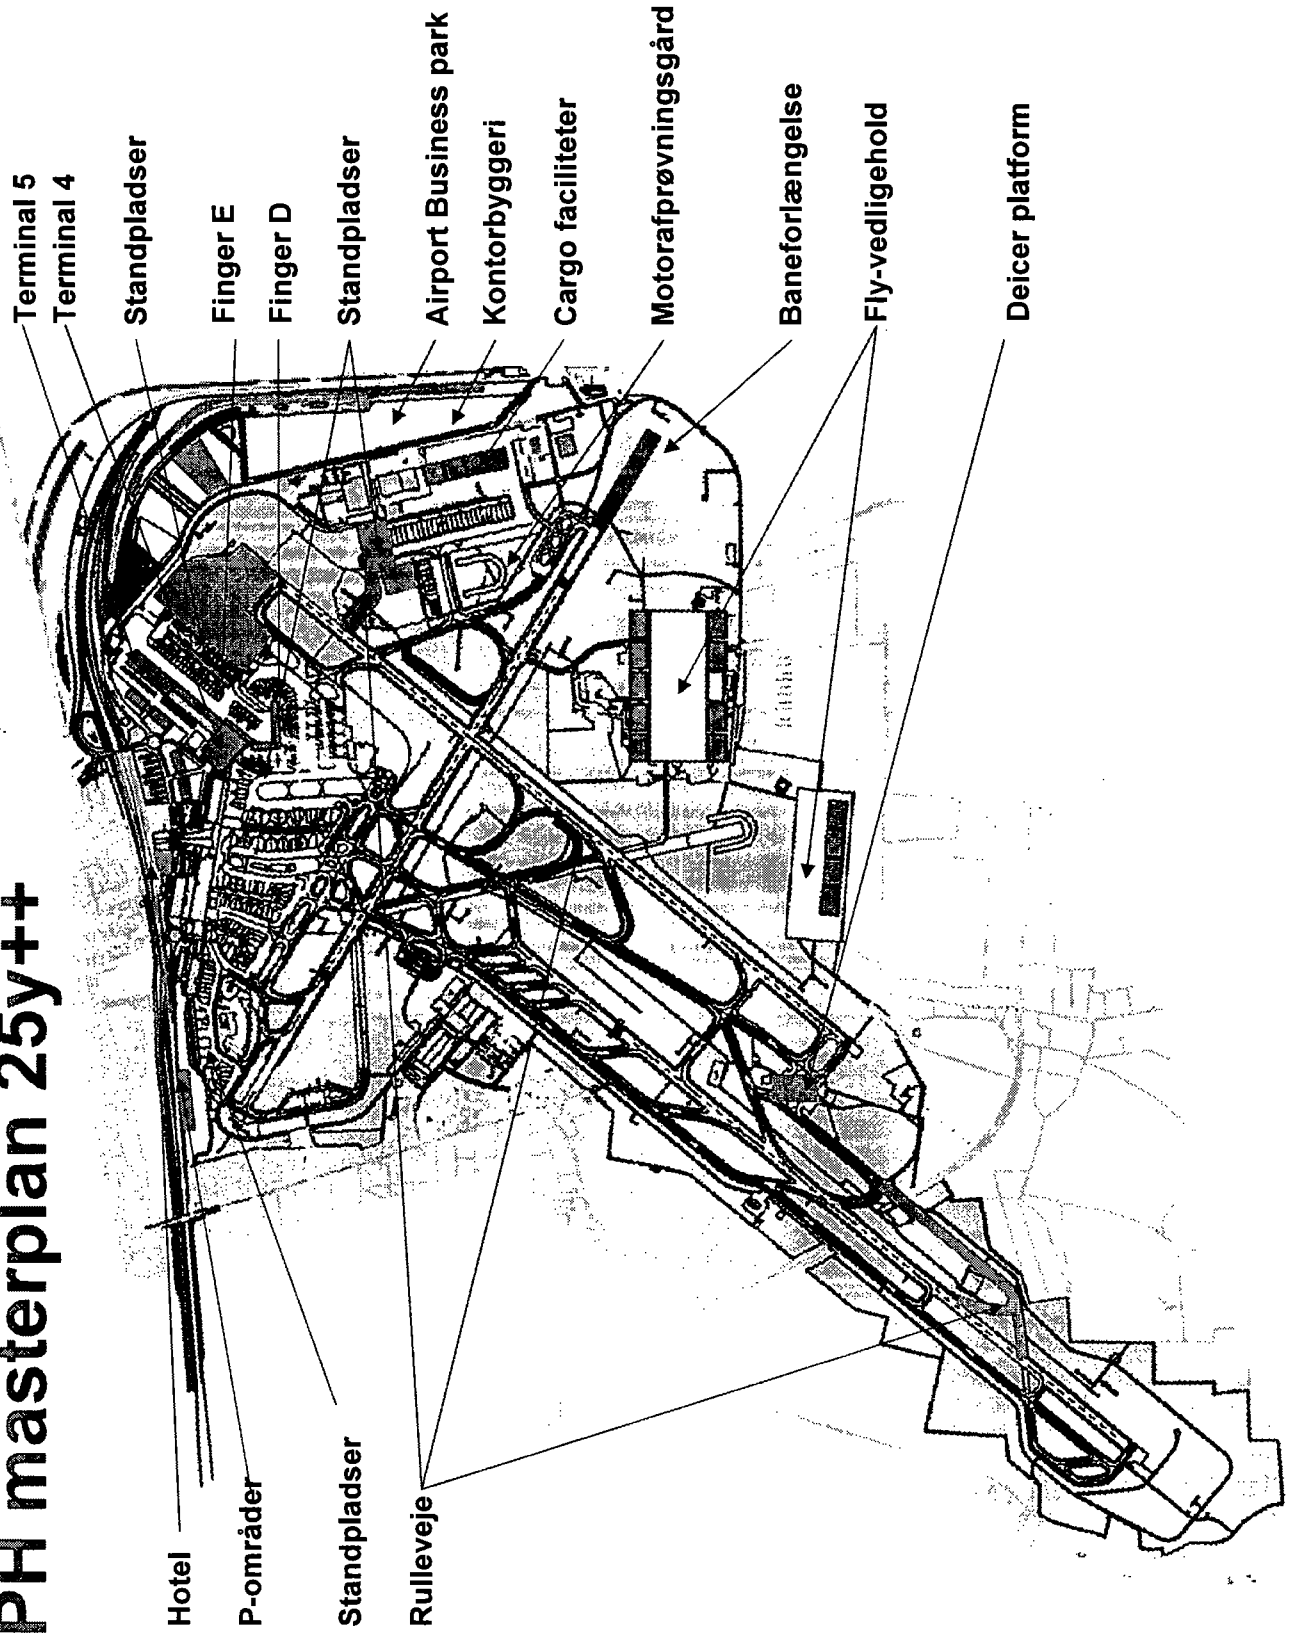 PH masterplan 25y++
Terminal 5
Terminal 4
Standpladser
Finger E
Finger D
Standpladser
Airport Business park
Kontorbyggeri
Cargo faciliteter
Motorafprøvningsgård
Baneforlængelse
Fly-vedligehold
Deicer platform
Hotel
P-områder
Standpladser
Rulleveje